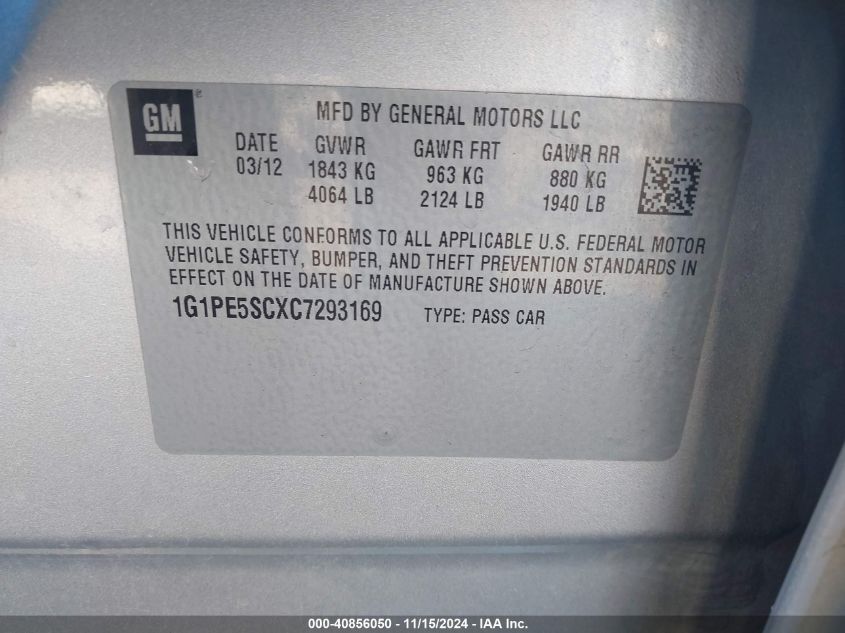 GM®
MFD BY GENERAL MOTORS LLC
DATE GVWR GAWR FRT GAWR RR
03/12 1843 KG 963 KG 880 KG
4064 LB 2124 LB 1940 LB
THIS VEHICLE CONFORMS TO ALL APPLICABLE U.S. FEDERAL MOTOR
VEHICLE SAFETY, BUMPER, AND THEFT PREVENTION STANDARDS IN
EFFECT ON THE DATE OF MANUFACTURE SHOWN ABOVE.
1G1PE5SCXC7293169 TYPE: PASS CAR
000-40856050 - 11/15/2024 - IAA Inc.